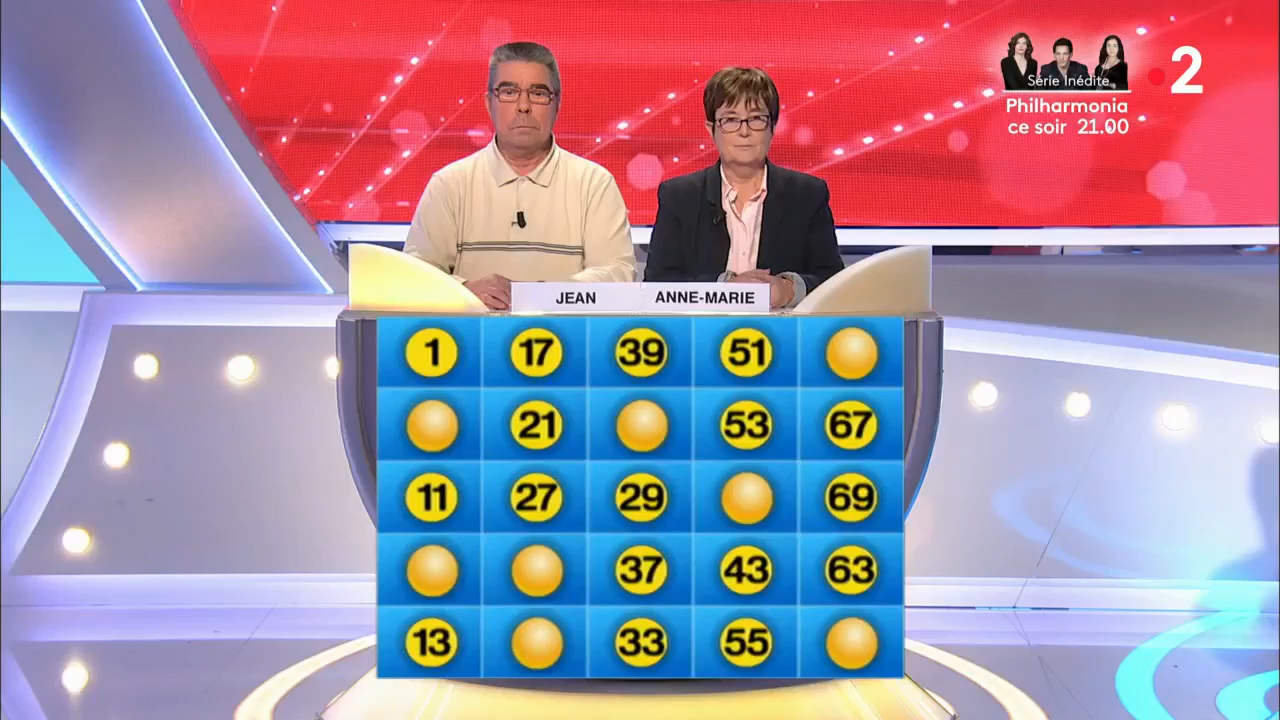 Série Inédite
2
Philharmonia
ce soir 21.00
JEAN ANNE-MARIE
1 17 39 51
21 53 67
11 27 29 69
37 43 63
13 33 55